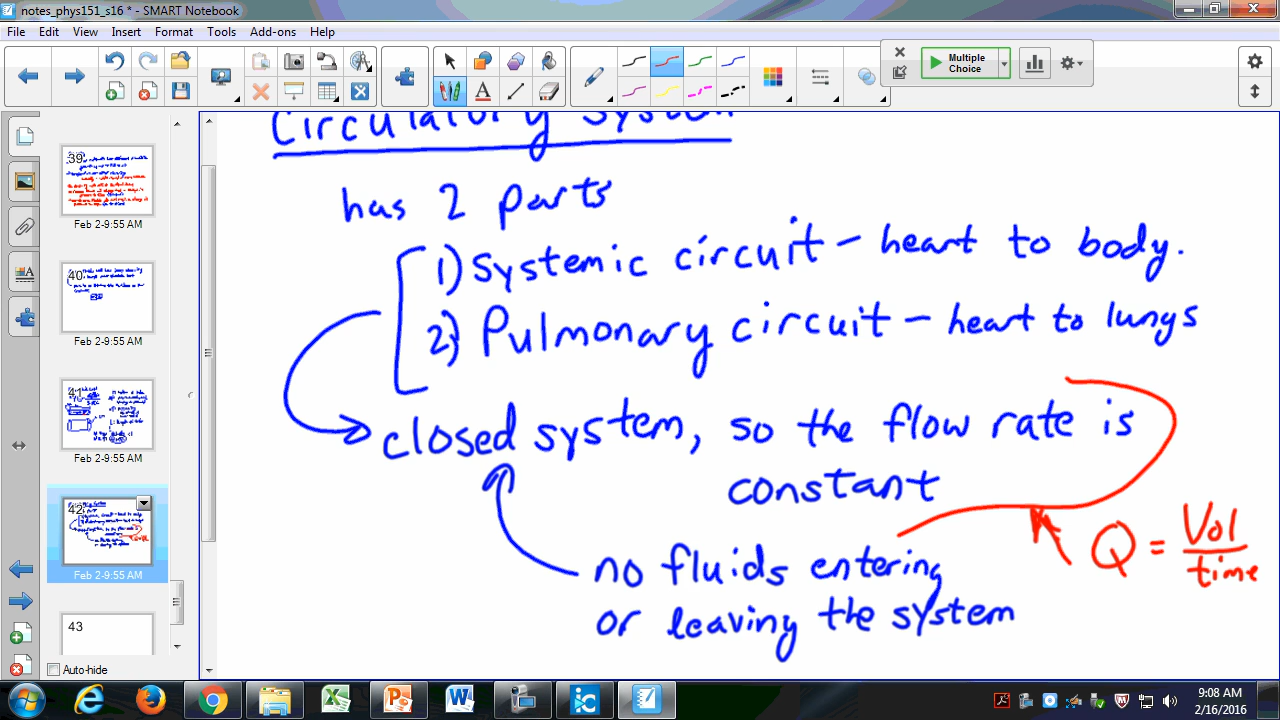 notes_phys151_s16 * - SMART Notebook
File Edit View Insert Format Tools Add-ons Help
Multiple
Choice
Circulatory System
has 2 parts
1) Systemic circuit - heart to body.
2) Pulmonary circuit - heart to lungs
closed system, so the flow rate is
constant
Q = Vol
time
no fluids entering
or leaving the system
39
Feb 2-9:55 AM
40
Feb 2-9:55 AM
41
Feb 2-9:55 AM
42
Feb 2-9:55 AM
43
Auto-hide
9:08 AM
2/16/2016